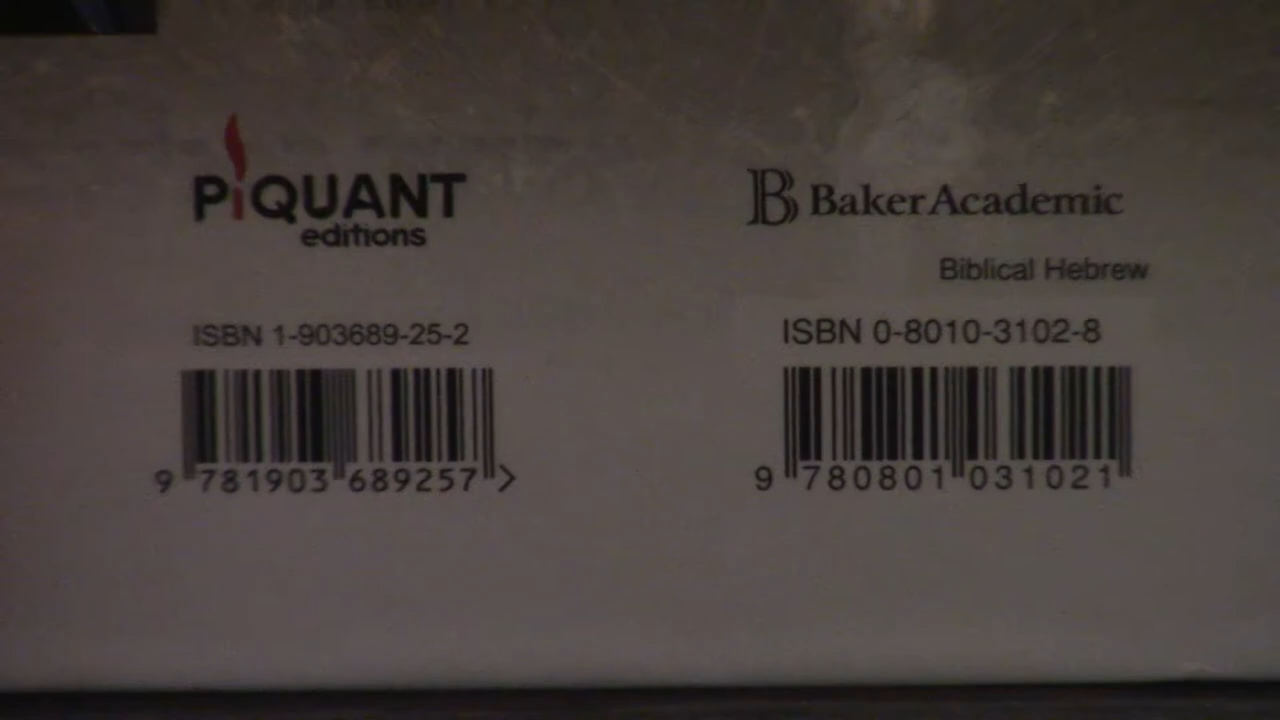 PiQUANT
editions
ISBN 1-903689-25-2
9 781903 689257 >
Baker Academic
Biblical Hebrew
ISBN 0-8010-3102-8
9 780801 031021